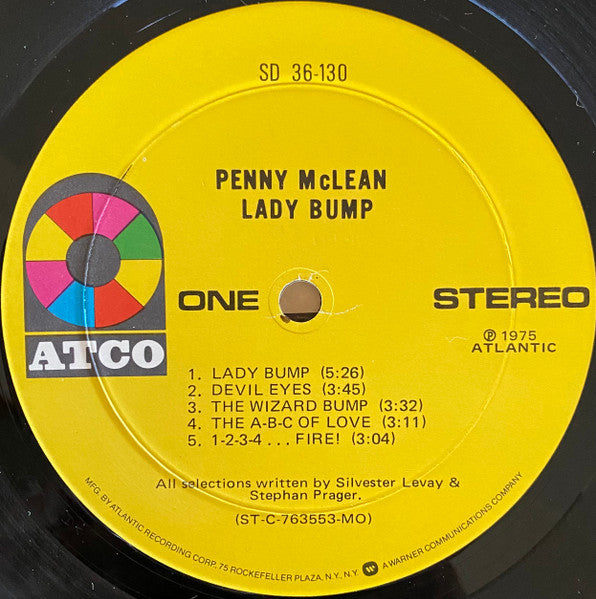 SD 36-130
PENNY McLEAN
LADY BUMP
ATCO
ONE
STEREO
℗ 1975
ATLANTIC
1. LADY BUMP (5:26)
2. DEVIL EYES (3:45)
3. THE WIZARD BUMP (3:32)
4. THE A-B-C OF LOVE (3:11)
5. 1-2-3-4 . . . FIRE! (3:04)
All selections written by Silvester Levay &
Stephan Prager.
(ST-C-763553-MO)
MFG. BY ATLANTIC RECORDING CORP. 75 ROCKEFELLER PLAZA, N.Y. N.Y. W A WARNER COMMUNICATIONS COMPANY